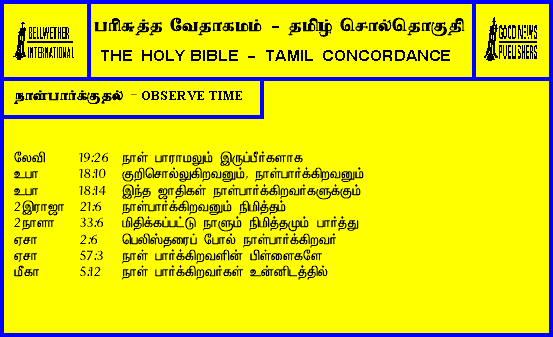 BELLWETHER
INTERNATIONAL
பரிசுத்த வேதாகமம் - தமிழ் சொல்தொகுதி
THE HOLY BIBLE - TAMIL CONCORDANCE
GOOD NEWS
PUBLISHERS
நாள்பார்க்குதல் - OBSERVE TIME
லேவி 19:26 நாள் பாராமலும் இருப்பீர்களாக
உபா 18:10 குறிசொல்லுகிறவனும், நாள்பார்க்கிறவனும்
உபா 18:14 இந்த ஜாதிகள் நாள்பார்க்கிறவர்களுக்கும்
2இராஜா 21:6 நாள்பார்க்கிறவனும் நிமித்தம்
2நாளா 33:6 மிதிக்கப்பட்டு நாளும் நிமித்தமும் பார்த்து
ஏசா 2:6 பெலிஸ்தரைப் போல் நாள்பார்க்கிறவர்
ஏசா 57:3 நாள் பார்க்கிறவளின் பிள்ளைகளே
மீகா 5:12 நாள் பார்க்கிறவர்கள் உன்னிடத்தில்